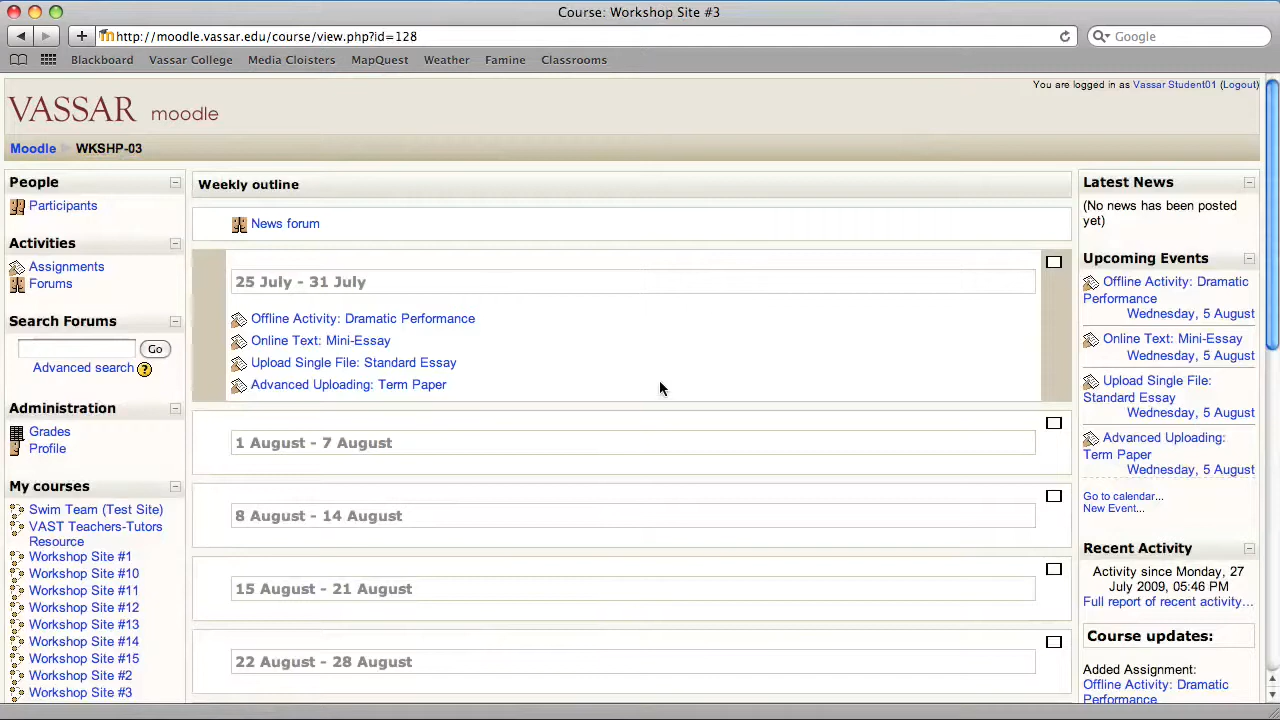 Course: Workshop Site #3
http://moodle.vassar.edu/course/view.php?id=128
Google
Blackboard Vassar College Media Cloisters MapQuest Weather Famine Classrooms
You are logged in as Vassar Student01 (Logout)
VASSAR moodle
Moodle WKSHP-03
People
Participants
Activities
Assignments
Forums
Search Forums
Go
Advanced search ?
Administration
Grades
Profile
My courses
Swim Team (Test Site)
VAST Teachers-Tutors
Resource
Workshop Site #1
Workshop Site #10
Workshop Site #11
Workshop Site #12
Workshop Site #13
Workshop Site #14
Workshop Site #15
Workshop Site #2
Workshop Site #3
Weekly outline
News forum
25 July - 31 July
Offline Activity: Dramatic Performance
Online Text: Mini-Essay
Upload Single File: Standard Essay
Advanced Uploading: Term Paper
1 August - 7 August
8 August - 14 August
15 August - 21 August
22 August - 28 August
Latest News
(No news has been posted
yet)
Upcoming Events
Offline Activity: Dramatic
Performance
Wednesday, 5 August
Online Text: Mini-Essay
Wednesday, 5 August
Upload Single File:
Standard Essay
Wednesday, 5 August
Advanced Uploading:
Term Paper
Wednesday, 5 August
Go to calendar...
New Event...
Recent Activity
Activity since Monday, 27
July 2009, 05:46 PM
Full report of recent activity...
Course updates:
Added Assignment:
Offline Activity: Dramatic
Performance